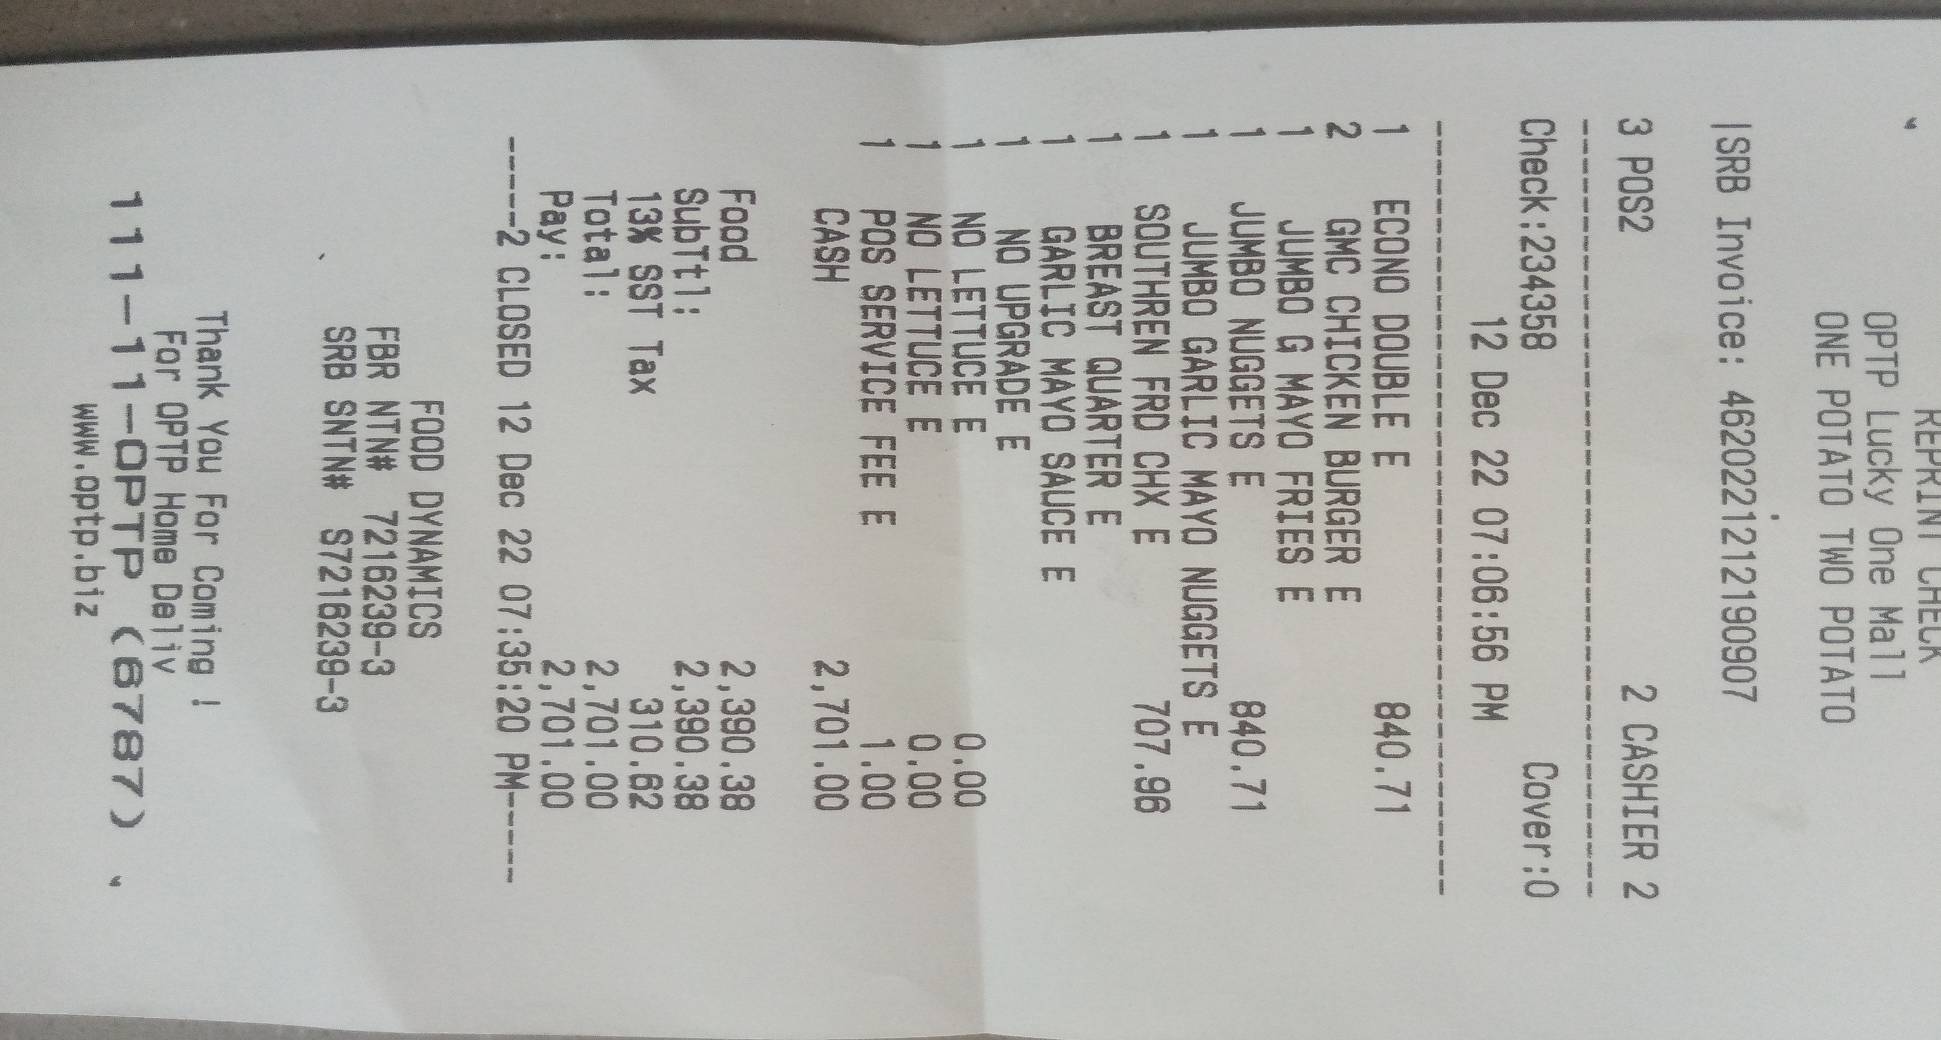 REPRINT CHECK
OPTP Lucky One Mall
ONE POTATO TWO POTATO
|SRB Invoice: 4620221212190907
3 POS2 2 CASHIER 2
Check:234358 Cover:0
12 Dec 22 07:06:56 PM
1 ECONO DOUBLE E 840.71
2 GMC CHICKEN BURGER E
1 JUMBO G MAYO FRIES E
1 JUMBO NUGGETS E 840.71
1 JUMBO GARLIC MAYO NUGGETS E
1 SOUTHREN FRD CHX E 707.96
1 BREAST QUARTER E
1 GARLIC MAYO SAUCE E
1 NO UPGRADE E
1 NO LETTUCE E 0.00
1 NO LETTUCE E 0.00
1 POS SERVICE FEE E 1.00
CASH 2,701.00
Food 2,390.38
SubTtl: 2,390.38
13% SST Tax 310.62
Total: 2,701.00
Pay: 2,701.00
-----2 CLOSED 12 Dec 22 07:35:20 PM-----
FOOD DYNAMICS
FBR NTN# 7216239-3
SRB SNTN# S7216239-3
Thank You For Coming !
For OPTP Home Deliv
111-11-OPTP (6787)
www.optp.biz